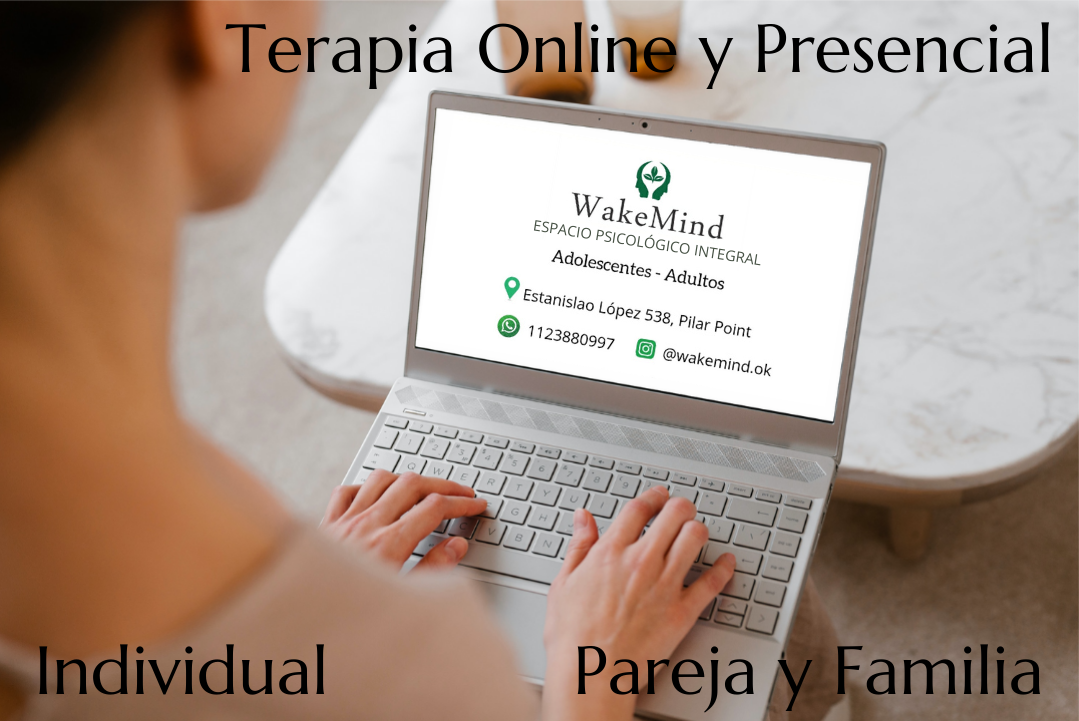 Terapia Online y Presencial
WakeMind
ESPACIO PSICOLÓGICO INTEGRAL
Adolescentes - Adultos
Estanislao López 538, Pilar Point
1123880997 @wakemind.ok
Individual Pareja y Familia